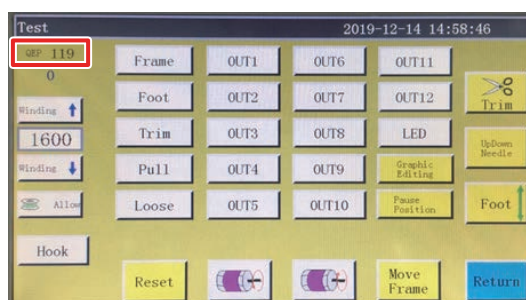 Test 2019-12-14 14:58:46
QEP 119
0
Winding
1600
Winding
Allow
Hook
Frame OUT1 OUT6 OUT11
Foot OUT2 OUT7 OUT12
Trim OUT3 OUT8 LED
Pull OUT4 OUT9 Graphic Editing
Loose OUT5 OUT10 Pause Position
Reset Move Frame
Trim
UpDown Needle
Foot
Return